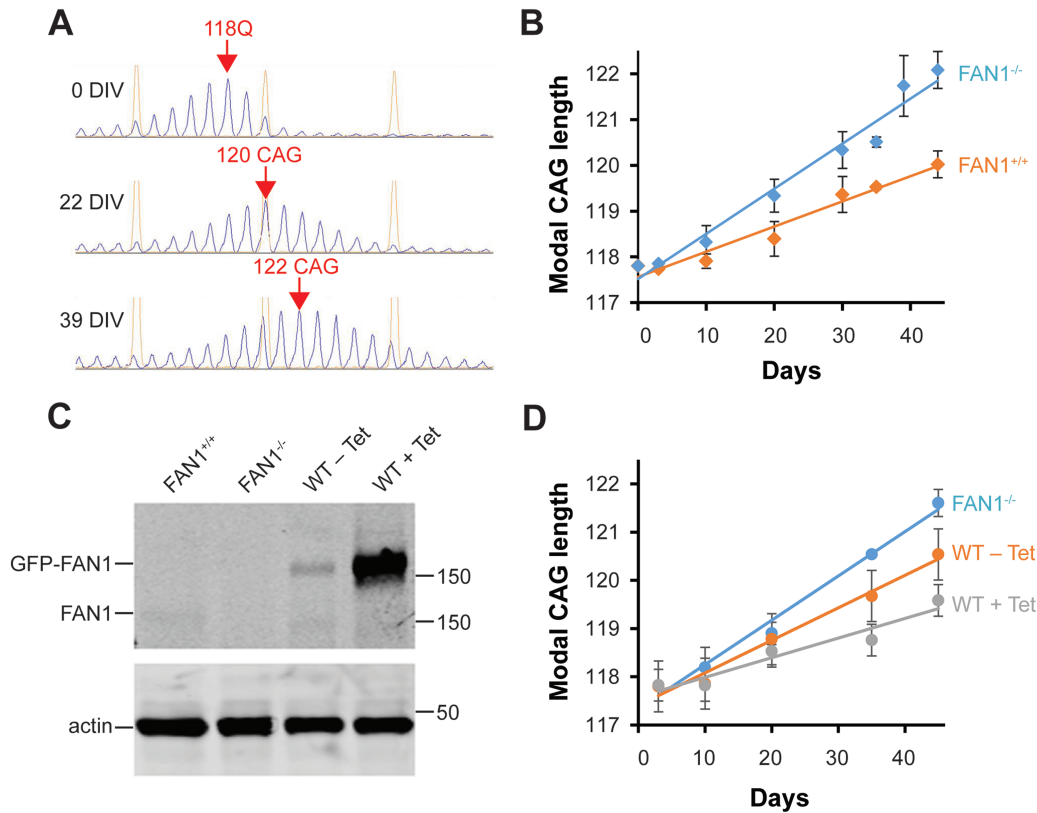 A
118Q
0 DIV
120 CAG
22 DIV
122 CAG
39 DIV
B
Modal CAG length
122
121
120
119
118
117
0 10 20 30 40
Days
FAN1-/-
FAN1+/+
C
FAN1+/+ FAN1-/- WT – Tet WT + Tet
GFP-FAN1
150
FAN1
150
50
actin
D
Modal CAG length
122
121
120
119
118
117
0 10 20 30 40
Days
FAN1-/-
WT – Tet
WT + Tet